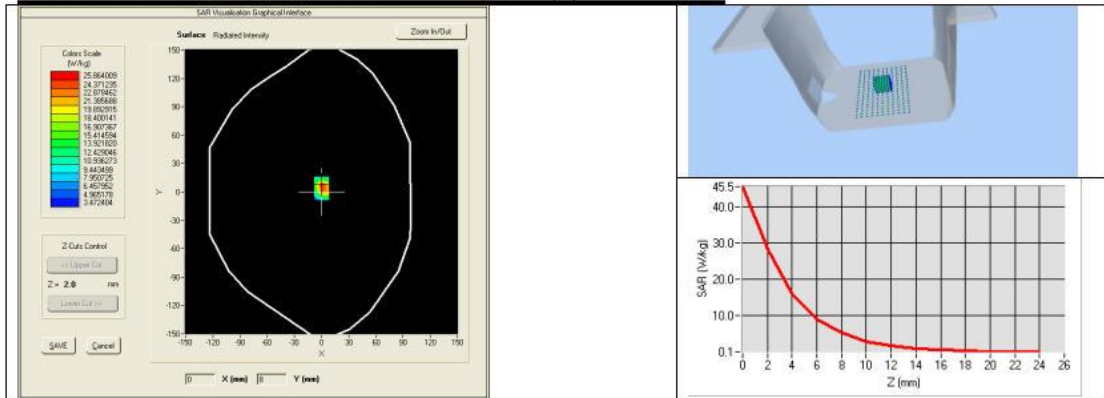 SAR Visualisation Graphical Interface
Surface Radiated Intensity
Zoom In/Out
Colors Scale
(W/kg)
25.864009
24.371235
22.878462
21.385688
19.892915
18.400141
16.907367
15.414594
13.921820
12.429046
10.936273
9.443499
7.950725
6.457952
4.965178
3.472404
Z-Cuts Control
<< Upper Cut
Z = 2.0 mm
Lower Cut >>
SAVE Cancel
150
120
90
60
30
0
-30
-60
-90
-120
-150
Y
-150 -120 -90 -60 -30 0 30 60 90 120 150
X
0 X (mm) 0 Y (mm)
45.5
40.0
30.0
20.0
10.0
0.1
SAR (W/kg)
0 2 4 6 8 10 12 14 16 18 20 22 24 26
Z (mm)